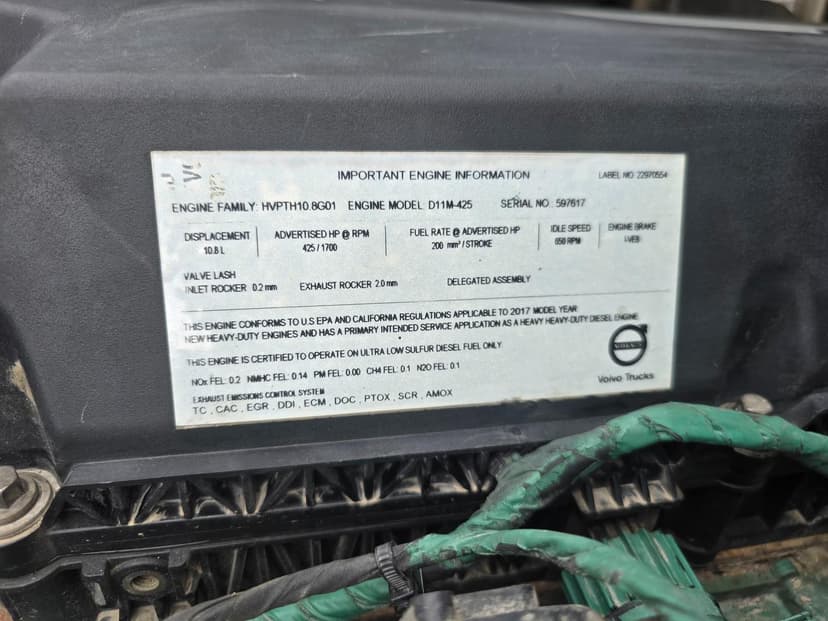 IMPORTANT ENGINE INFORMATION LABEL NO: 22970554
ENGINE FAMILY: HVPTH10.8G01 ENGINE MODEL: D11M-425 SERIAL NO. 597617
DISPLACEMENT ADVERTISED HP @ RPM FUEL RATE @ ADVERTISED HP IDLE SPEED ENGINE BRAKE
10.8 L 425 / 1700 200 mm³ / STROKE 650 RPM I-VEB
VALVE LASH
INLET ROCKER 0.2 mm EXHAUST ROCKER 2.0 mm DELEGATED ASSEMBLY
THIS ENGINE CONFORMS TO U.S EPA AND CALIFORNIA REGULATIONS APPLICABLE TO 2017 MODEL YEAR
NEW HEAVY-DUTY ENGINES AND HAS A PRIMARY INTENDED SERVICE APPLICATION AS A HEAVY HEAVY-DUTY DIESEL ENGINE
THIS ENGINE IS CERTIFIED TO OPERATE ON ULTRA LOW SULFUR DIESEL FUEL ONLY
VOLVO
NOx FEL: 0.2 NMHC FEL: 0.14 PM FEL: 0.00 CH4 FEL: 0.1 N2O FEL: 0.1
Volvo Trucks
EXHAUST EMISSIONS CONTROL SYSTEM
TC , CAC , EGR , DDI , ECM , DOC , PTOX , SCR , AMOX